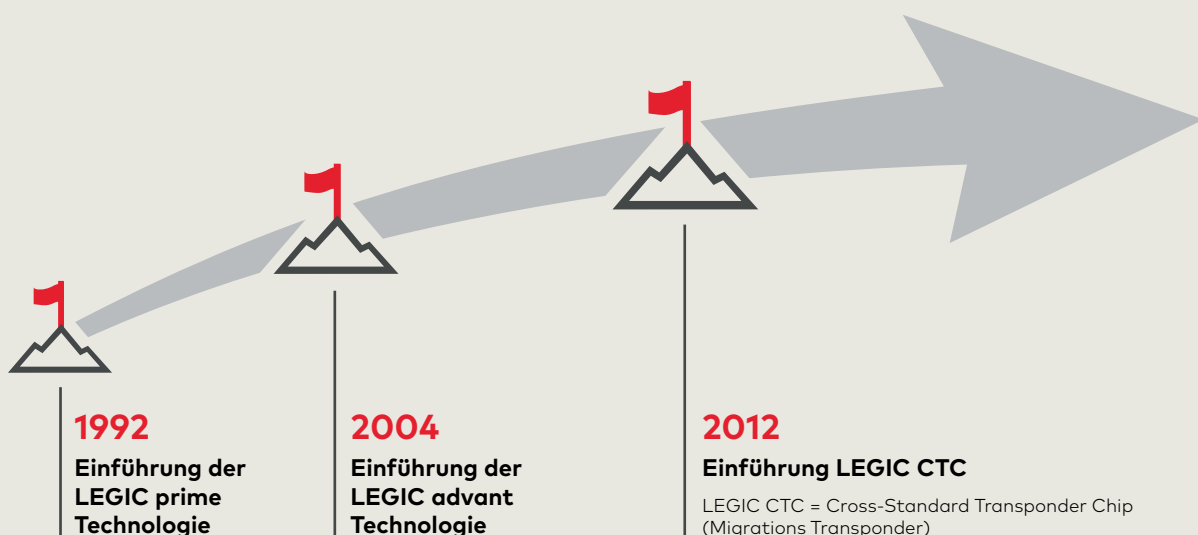 1992
Einführung der
LEGIC prime
Technologie
2004
Einführung der
LEGIC advant
Technologie
2012
Einführung LEGIC CTC
LEGIC CTC = Cross-Standard Transponder Chip
(Migrations Transponder)